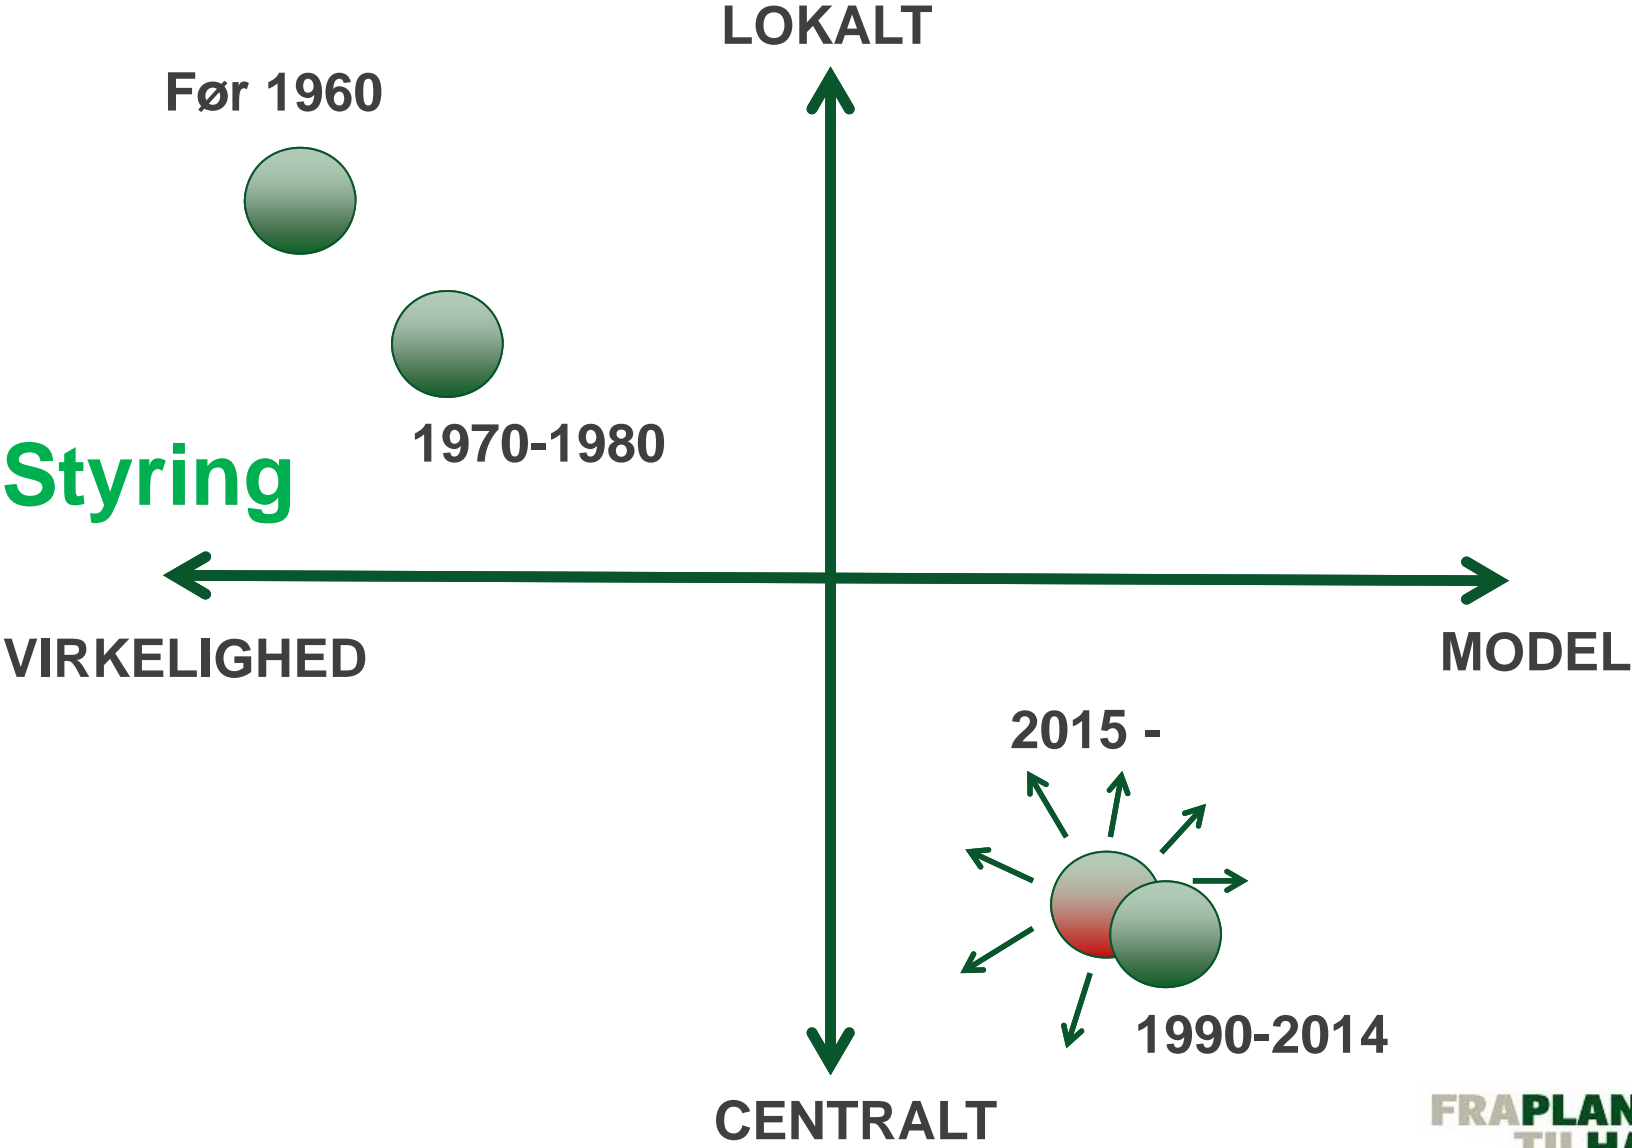 LOKALT
Før 1960
1970-1980
Styring
VIRKELIGHED
MODEL
2015 -
1990-2014
CENTRALT
FRAPLAN